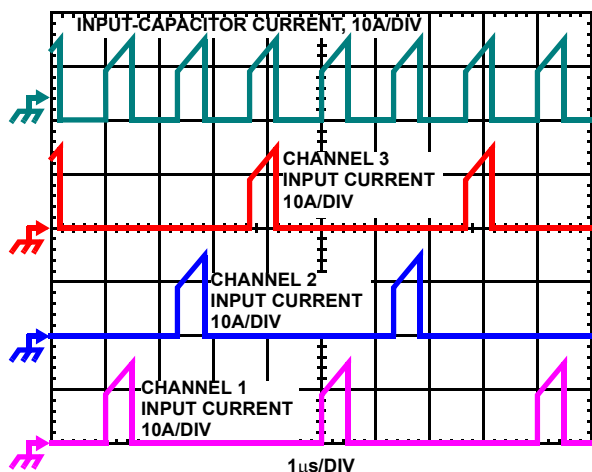 INPUT-CAPACITOR CURRENT, 10A/DIV
CHANNEL 3
INPUT CURRENT
10A/DIV
CHANNEL 2
INPUT CURRENT
10A/DIV
CHANNEL 1
INPUT CURRENT
10A/DIV
1μs/DIV